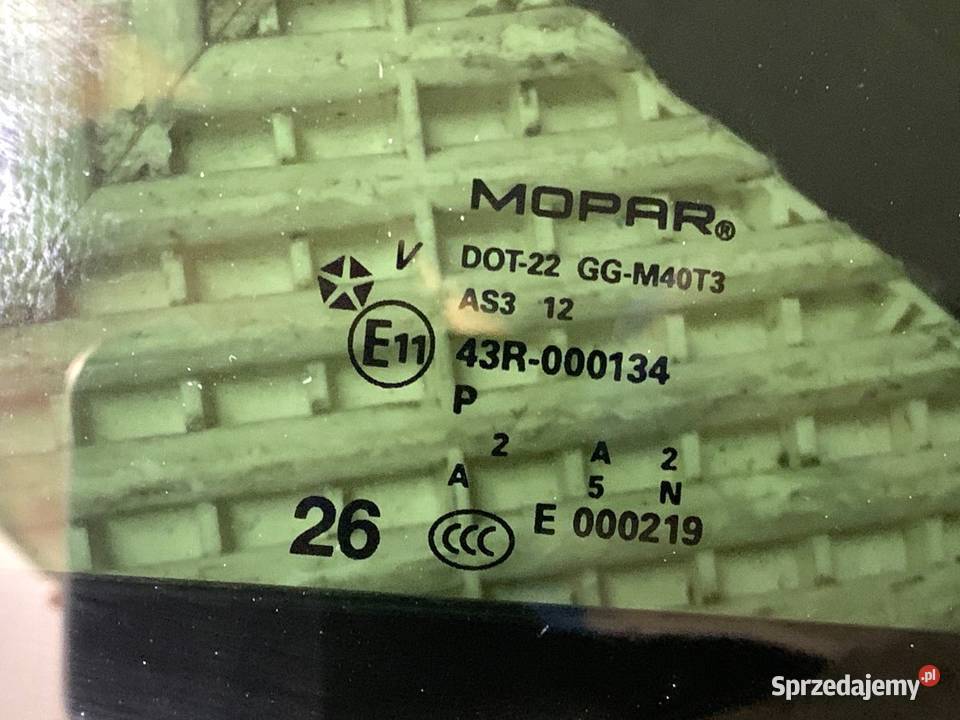 MOPAR®
V DOT-22 GG-M40T3
AS3 12
E11 43R-000134
P
2 A 2
A 5 N
26 CCC E 000219
Sprzedajemy.pl